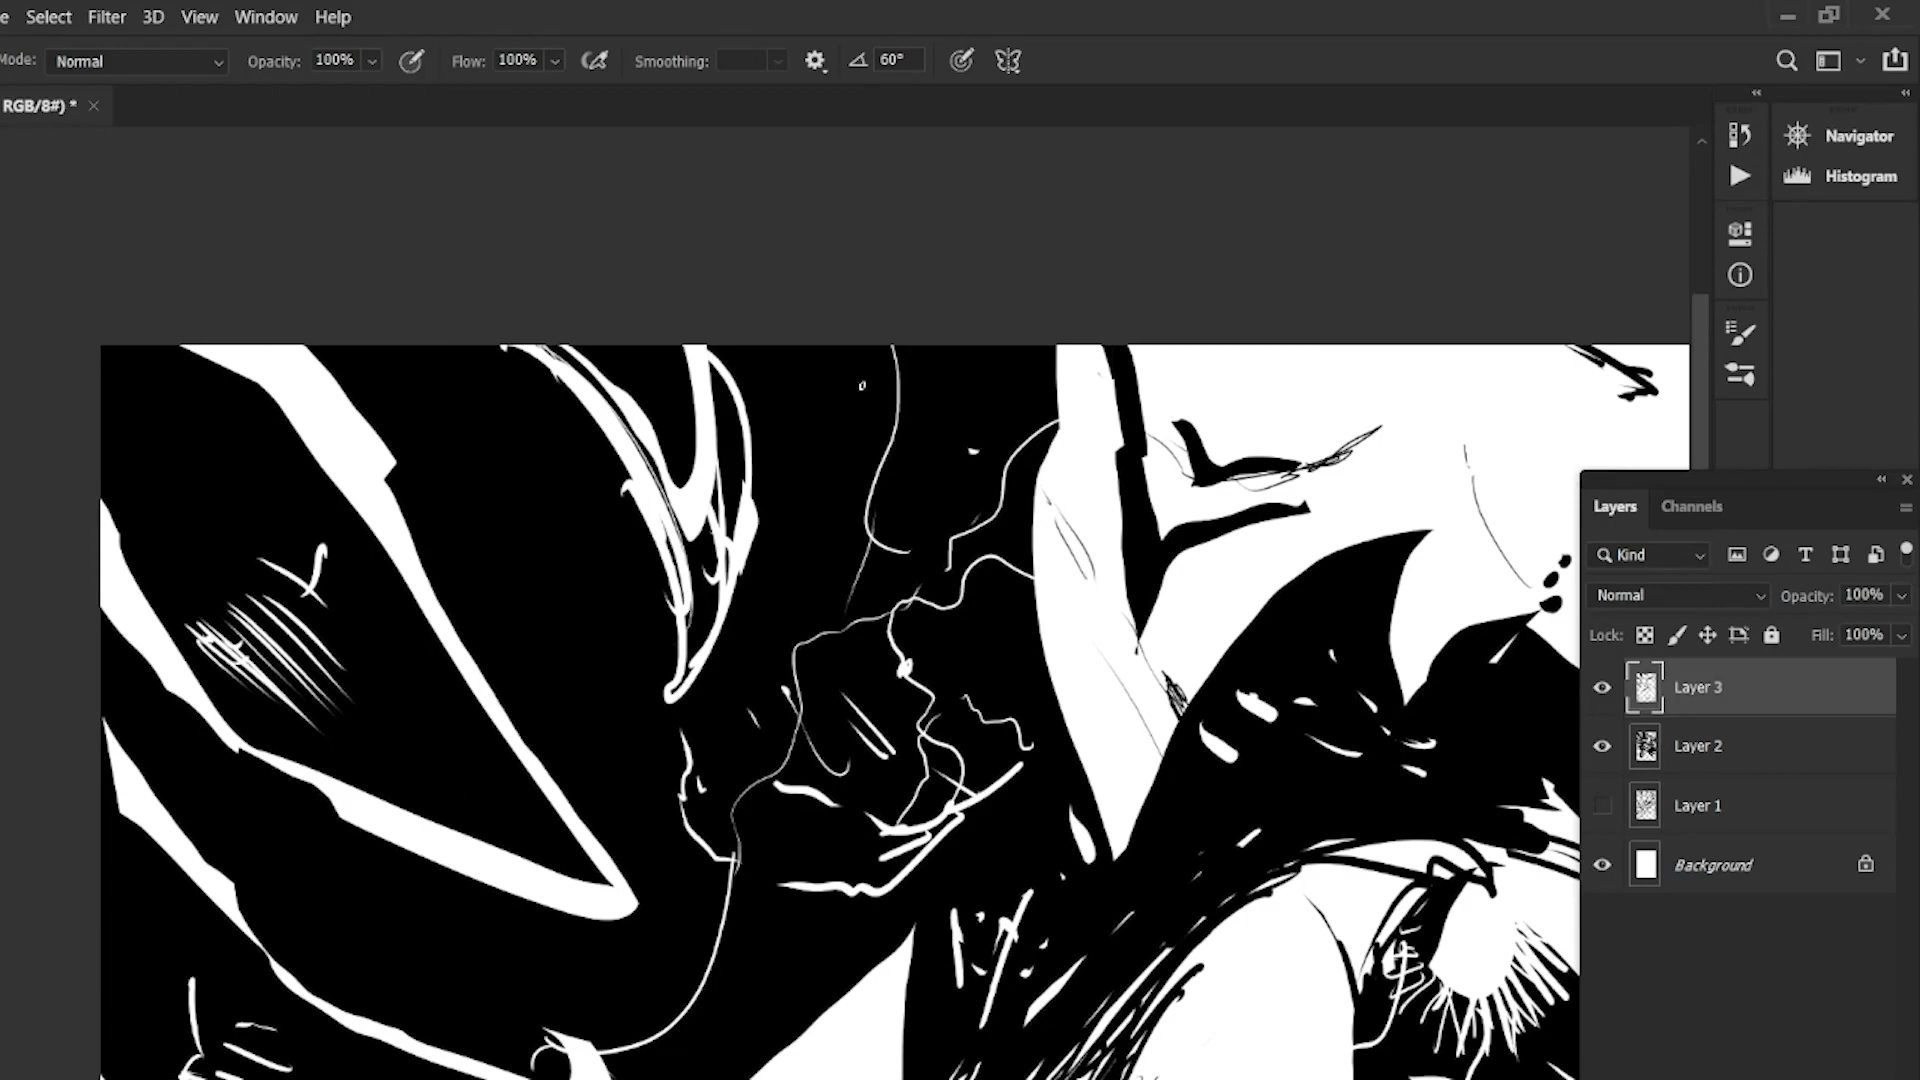 Select Filter 3D View Window Help
Mode: Normal Opacity: 100% Flow: 100% Smoothing: 60°
RGB/8#) *
Navigator
Histogram
Layers Channels
Kind
Normal Opacity: 100%
Lock: Fill: 100%
Layer 3
Layer 2
Layer 1
Background